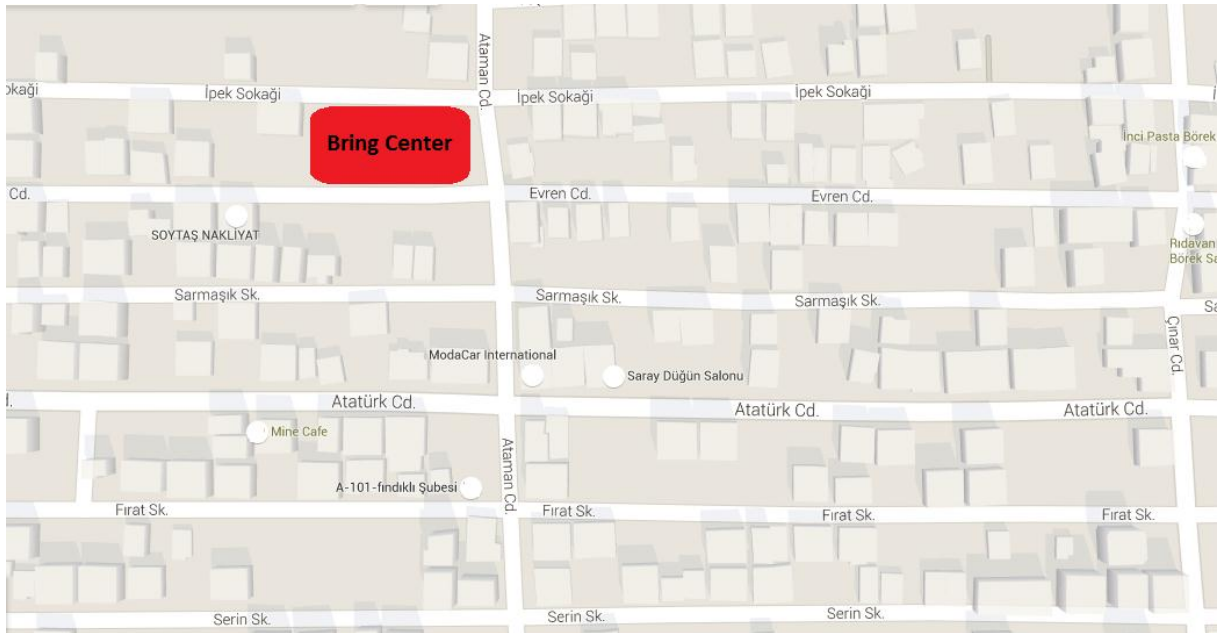 Ataman Cd.
İpek Sokaği
İpek Sokaği
İpek Sokaği
Bring Center
İnci Pasta Börek
Cd.
Evren Cd.
Evren Cd.
SOYTAŞ NAKLİYAT
Rıdavan
Börek Sa
Sarmaşık Sk.
Sarmaşık Sk.
Sarmaşık Sk.
Çınar Cd.
ModaCar International
Saray Düğün Salonu
Atatürk Cd.
Atatürk Cd.
Atatürk Cd.
Mine Cafe
Ataman Cd.
A-101-fındıklı Şubesi
Fırat Sk.
Fırat Sk.
Fırat Sk.
Fırat Sk.
Serin Sk.
Serin Sk.